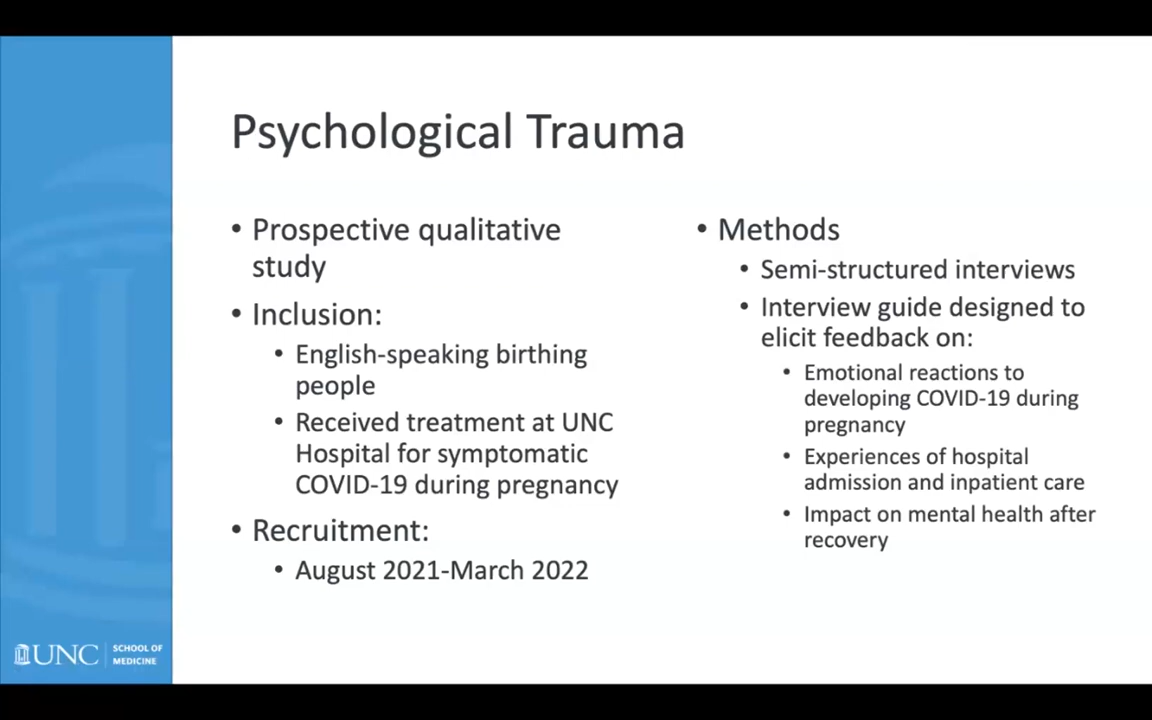 Psychological Trauma
• Prospective qualitative
study
• Inclusion:
• English-speaking birthing
people
• Received treatment at UNC
Hospital for symptomatic
COVID-19 during pregnancy
• Recruitment:
• August 2021-March 2022
• Methods
• Semi-structured interviews
• Interview guide designed to
elicit feedback on:
• Emotional reactions to
developing COVID-19 during
pregnancy
• Experiences of hospital
admission and inpatient care
• Impact on mental health after
recovery
UNC
SCHOOL OF
MEDICINE